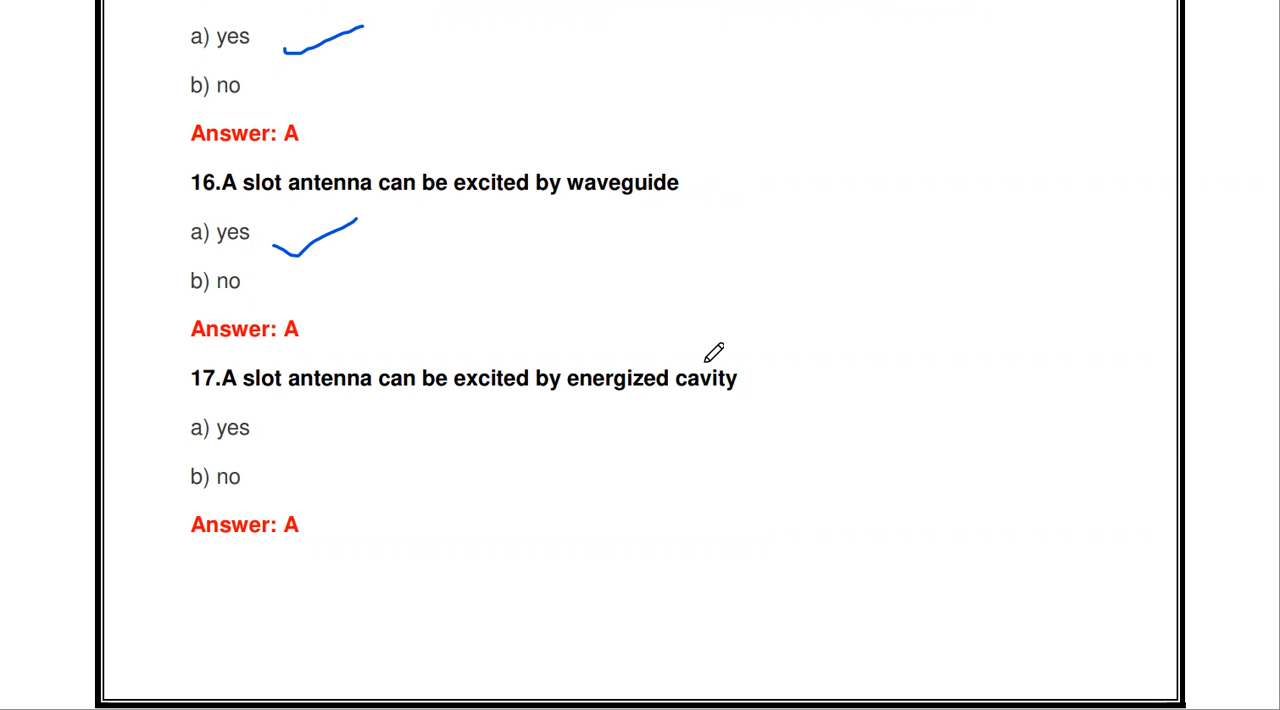 a) yes
b) no
Answer: A
16.A slot antenna can be excited by waveguide
a) yes
b) no
Answer: A
17.A slot antenna can be excited by energized cavity
a) yes
b) no
Answer: A